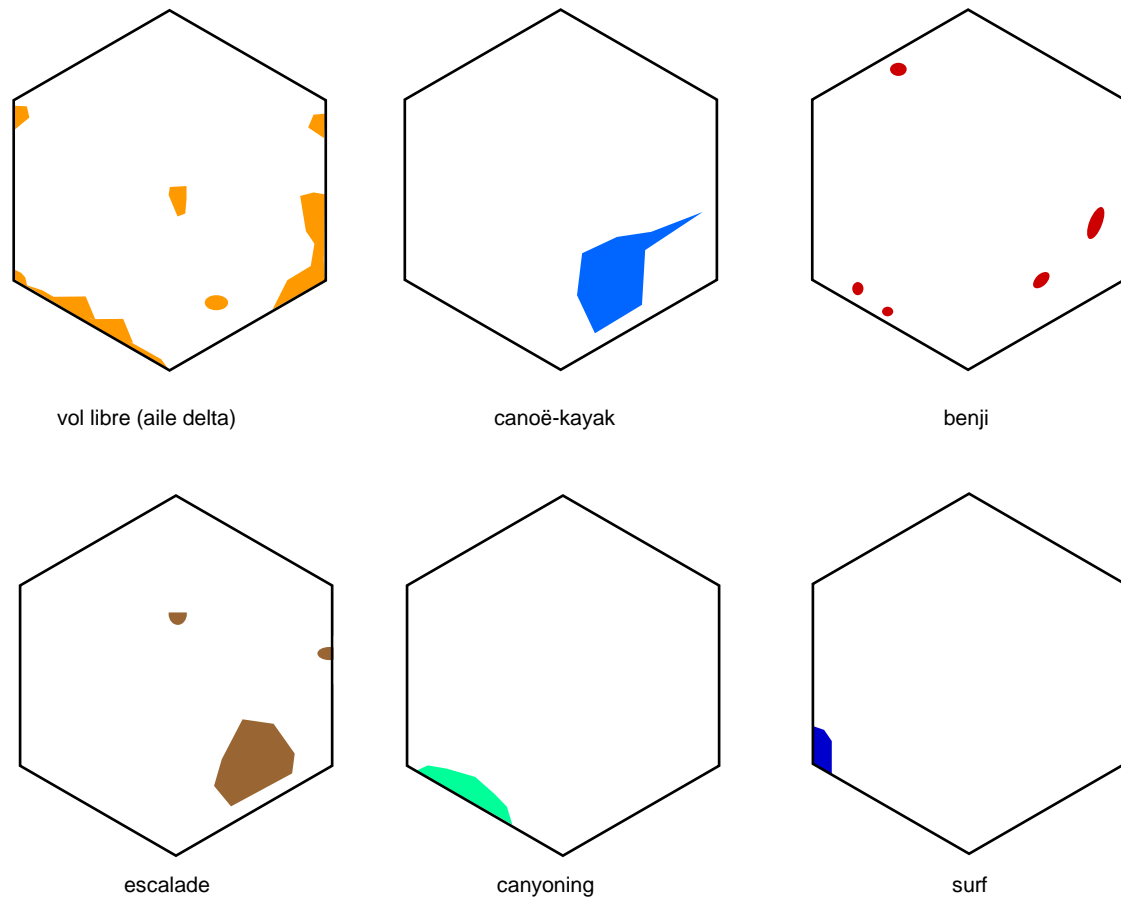 vol libre (aile delta)
canoë-kayak
benji
escalade
canyoning
surf